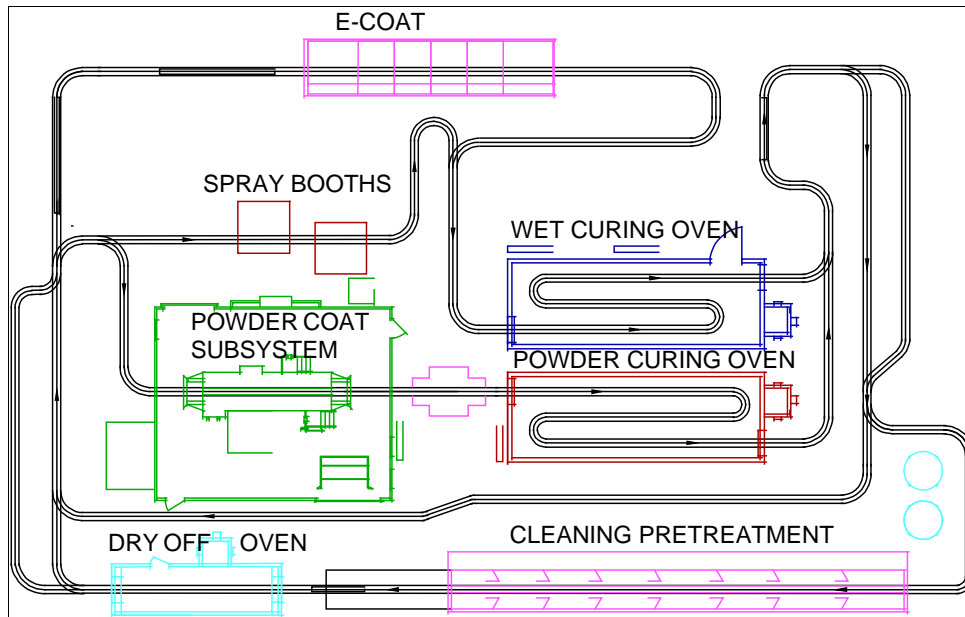 E-COAT
SPRAY BOOTHS
WET CURING OVEN
POWDER COAT
SUBSYSTEM
POWDER CURING OVEN
DRY OFF OVEN
CLEANING PRETREATMENT